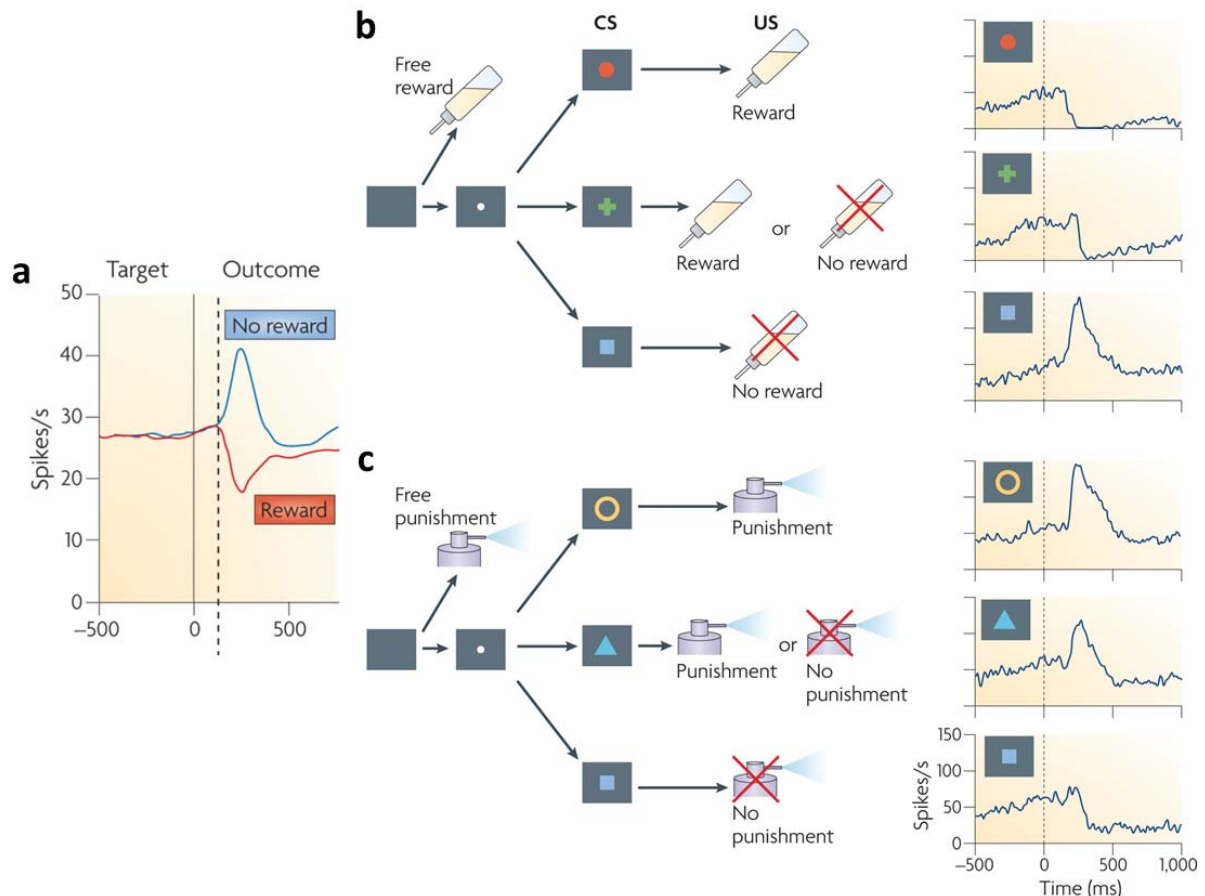 a
Target
Outcome
No reward
Reward
Spikes/s
50
40
30
20
10
0
−500
0
500
b
CS
US
Free
reward
Reward
Reward
or
No reward
No reward
c
Free
punishment
Punishment
Punishment
or
No
punishment
No
punishment
Spikes/s
150
100
50
0
−500
0
1,000
Time (ms)